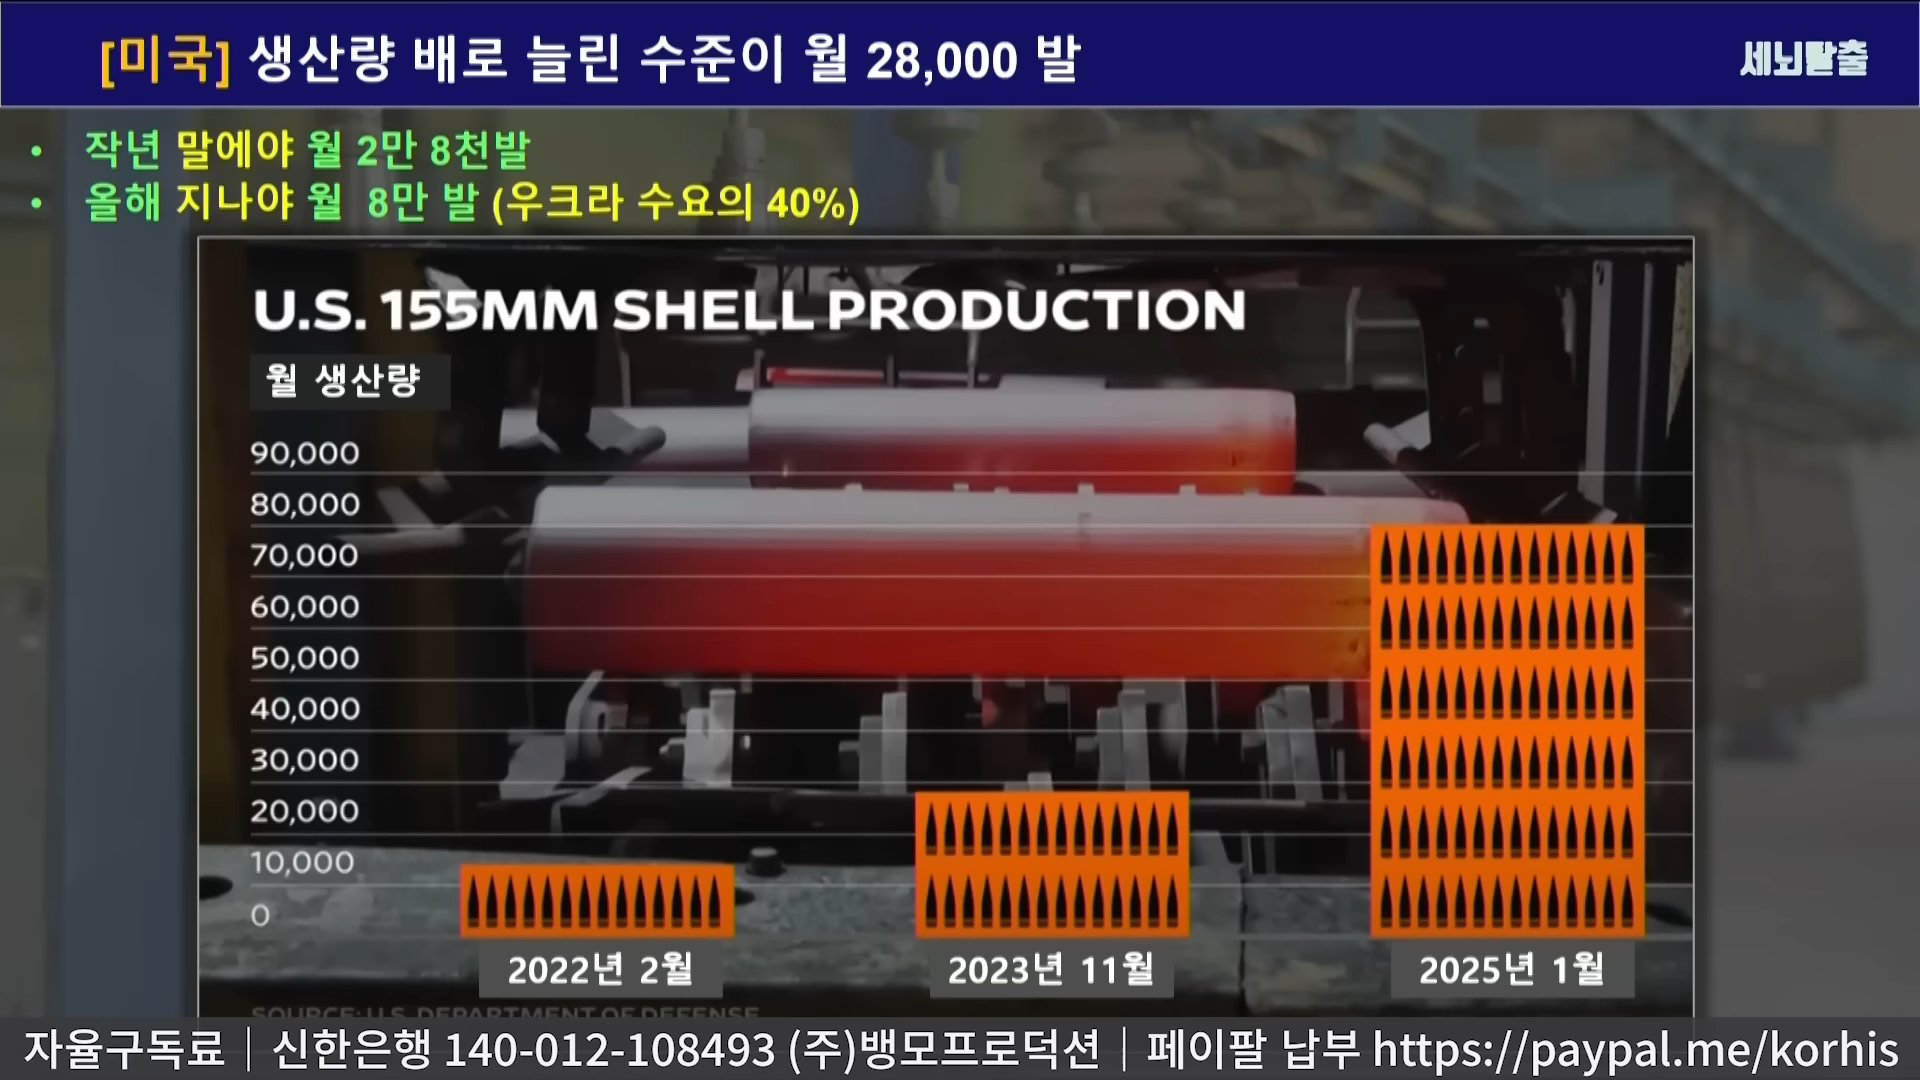 [미국] 생산량 배로 늘린 수준이 월 28,000 발
세뇌탈출
• 작년 말에야 월 2만 8천발
• 올해 지나야 월 8만 발 (우크라 수요의 40%)
U.S. 155MM SHELL PRODUCTION
월 생산량
90,000
80,000
70,000
60,000
50,000
40,000
30,000
20,000
10,000
0
2022년 2월
2023년 11월
2025년 1월
SOURCE: U.S. DEPARTMENT OF DEFENSE
자율구독료│신한은행 140-012-108493 (주)뱅모프로덕션│페이팔 납부 https://paypal.me/korhis